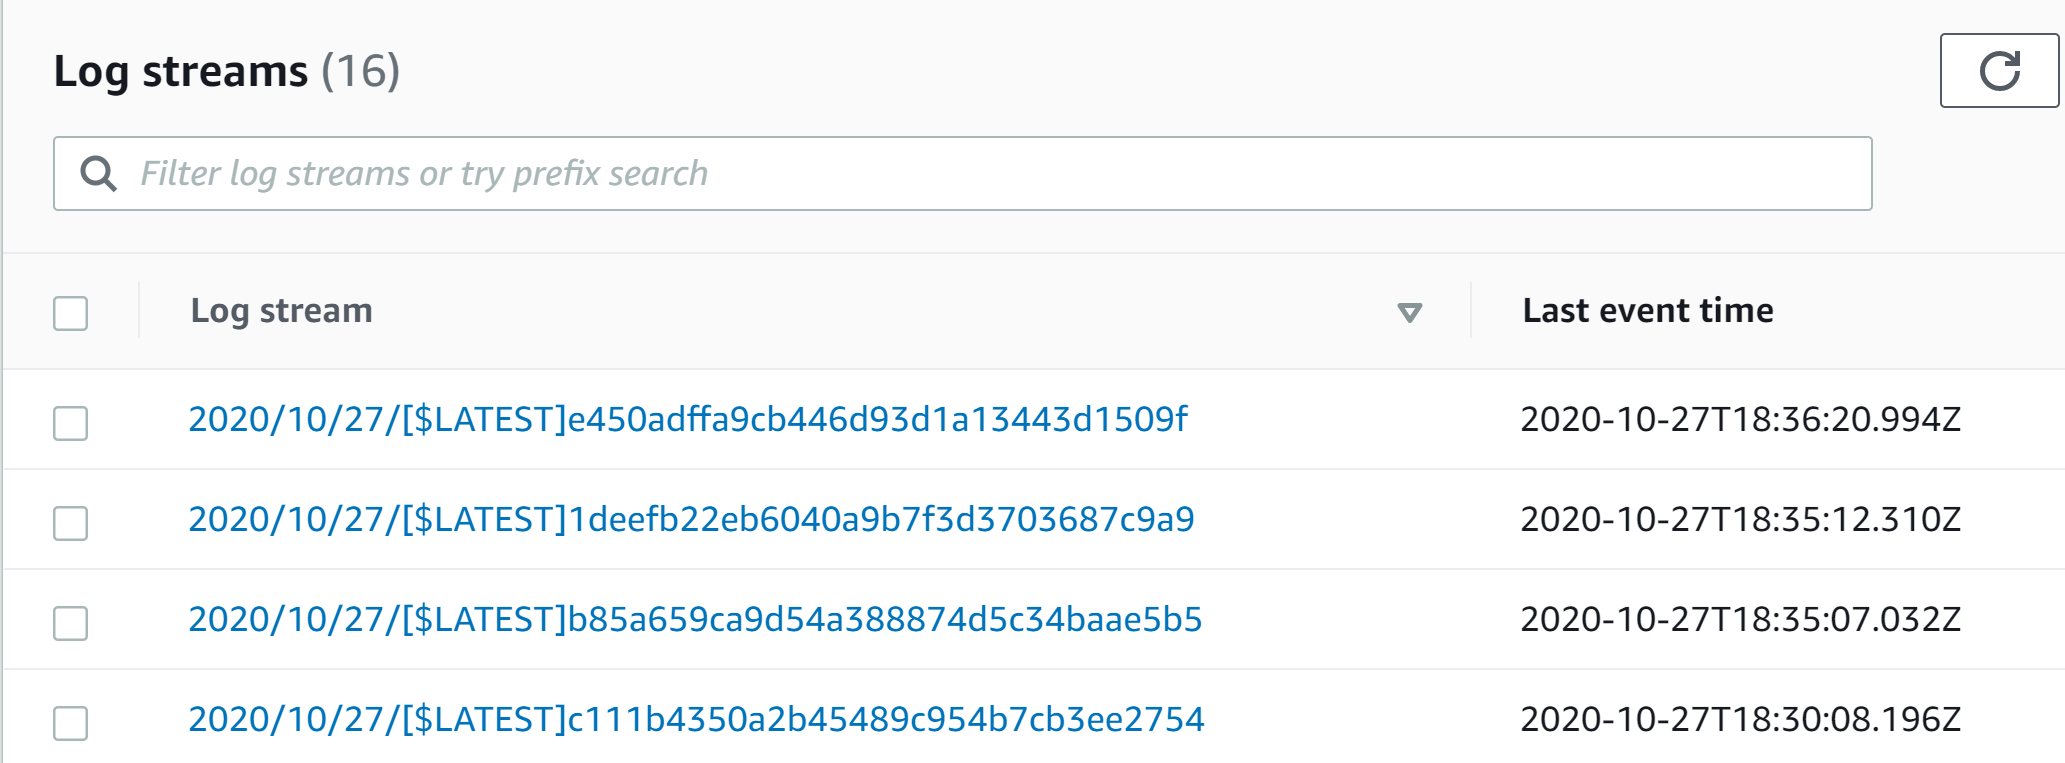 Log streams (16)
Filter log streams or try prefix search
Log stream Last event time
2020/10/27/[$LATEST]e450adffa9cb446d93d1a13443d1509f 2020-10-27T18:36:20.994Z
2020/10/27/[$LATEST]1deefb22eb6040a9b7f3d3703687c9a9 2020-10-27T18:35:12.310Z
2020/10/27/[$LATEST]b85a659ca9d54a388874d5c34baae5b5 2020-10-27T18:35:07.032Z
2020/10/27/[$LATEST]c111b4350a2b45489c954b7cb3ee2754 2020-10-27T18:30:08.196Z